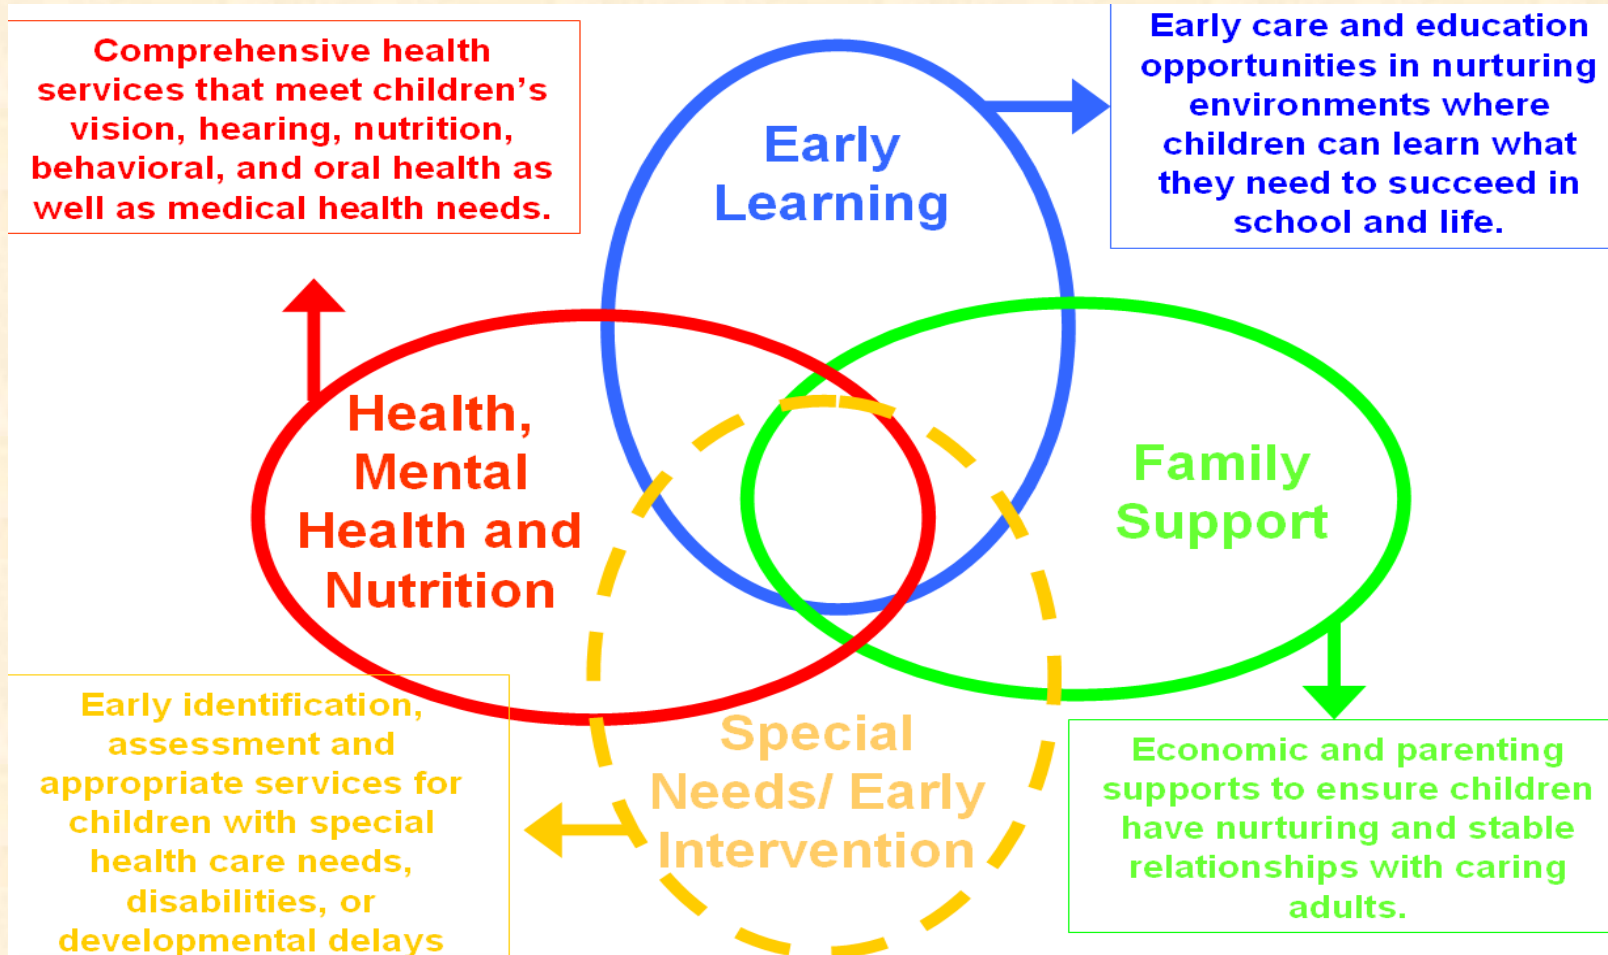 Comprehensive health
services that meet children’s
vision, hearing, nutrition,
behavioral, and oral health as
well as medical health needs.
Early care and education
opportunities in nurturing
environments where
children can learn what
they need to succeed in
school and life.
Early
Learning
Health,
Mental
Health and
Nutrition
Family
Support
Special
Needs/ Early
Intervention
Early identification,
assessment and
appropriate services for
children with special
health care needs,
disabilities, or
developmental delays
Economic and parenting
supports to ensure children
have nurturing and stable
relationships with caring
adults.